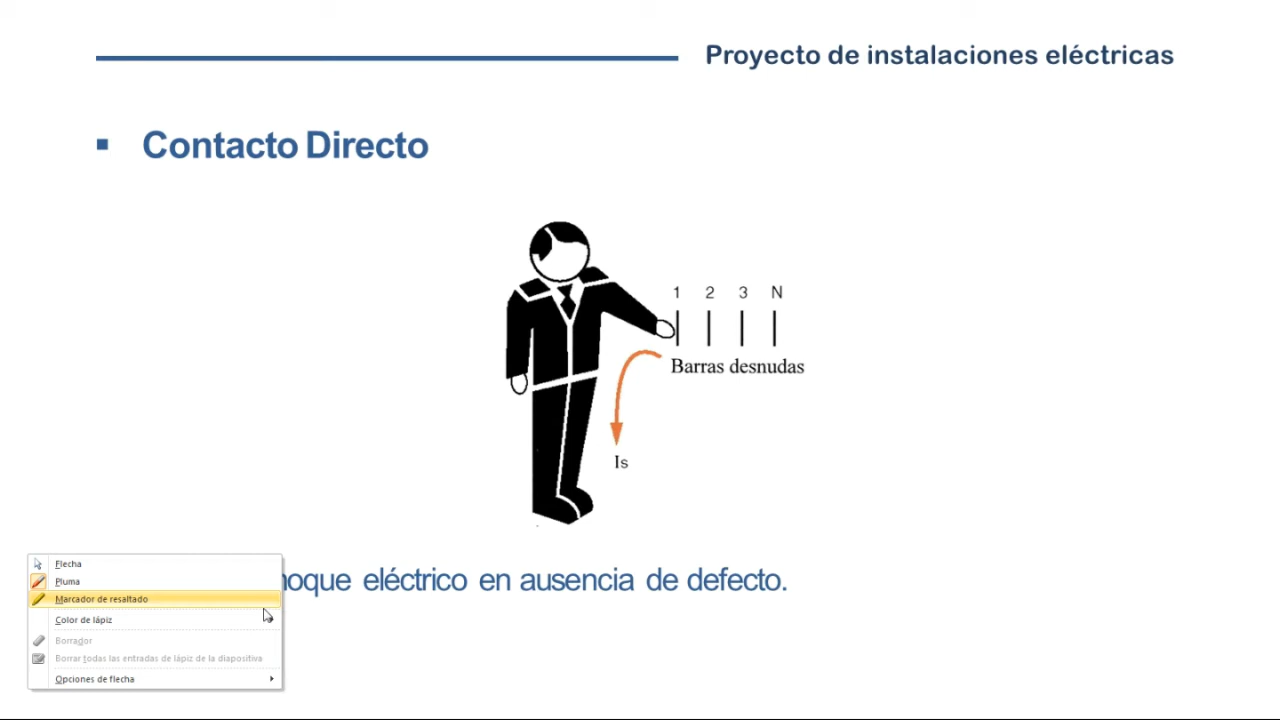 Proyecto de instalaciones eléctricas
▪ Contacto Directo
1 2 3 N
Barras desnudas
Is
eléctrico en ausencia de defecto.
Flecha
Pluma
Marcador de resaltado
Color de lápiz
Borrador
Borrar todas las entradas de lápiz de la diapositiva
Opciones de flecha